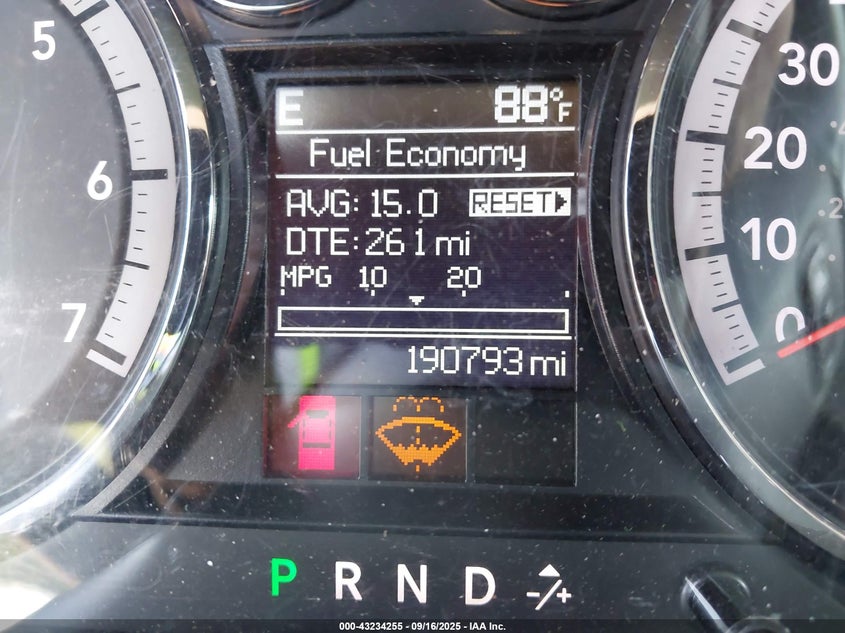 5
6
7
E 88°F
Fuel Economy
AVG: 15.0 RESET
DTE: 261 mi
MPG 10 20
190793 mi
30
20
10
0
P R N D -/+
000-43234255 - 09/16/2025 - IAA Inc.